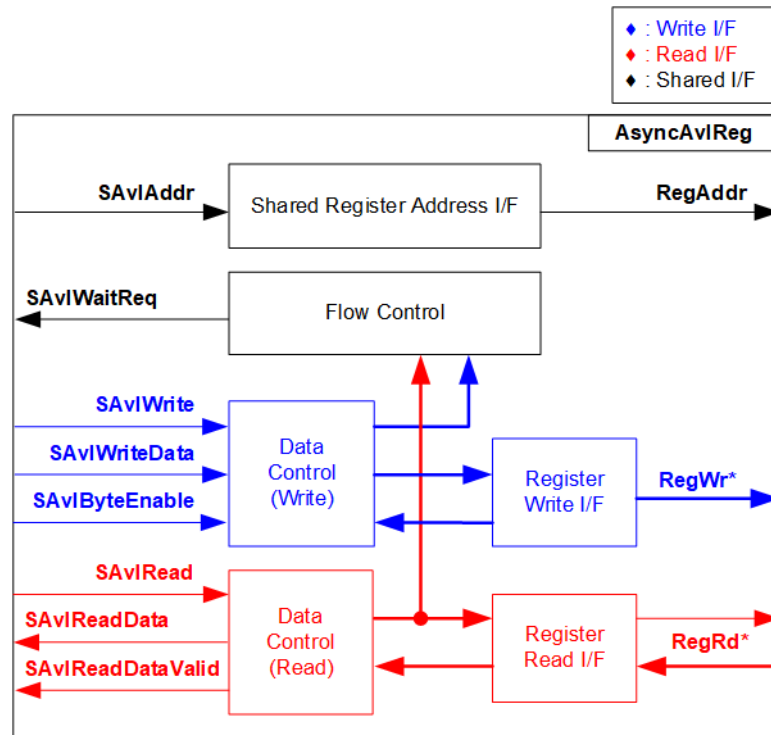 ♦ : Write I/F
♦ : Read I/F
♦ : Shared I/F
AsyncAvlReg
SAvlAddr
Shared Register Address I/F
RegAddr
SAvlWaitReq
Flow Control
SAvlWrite
SAvlWriteData
SAvlByteEnable
Data
Control
(Write)
Register
Write I/F
RegWr*
SAvlRead
SAvlReadData
SAvlReadDataValid
Data
Control
(Read)
Register
Read I/F
RegRd*